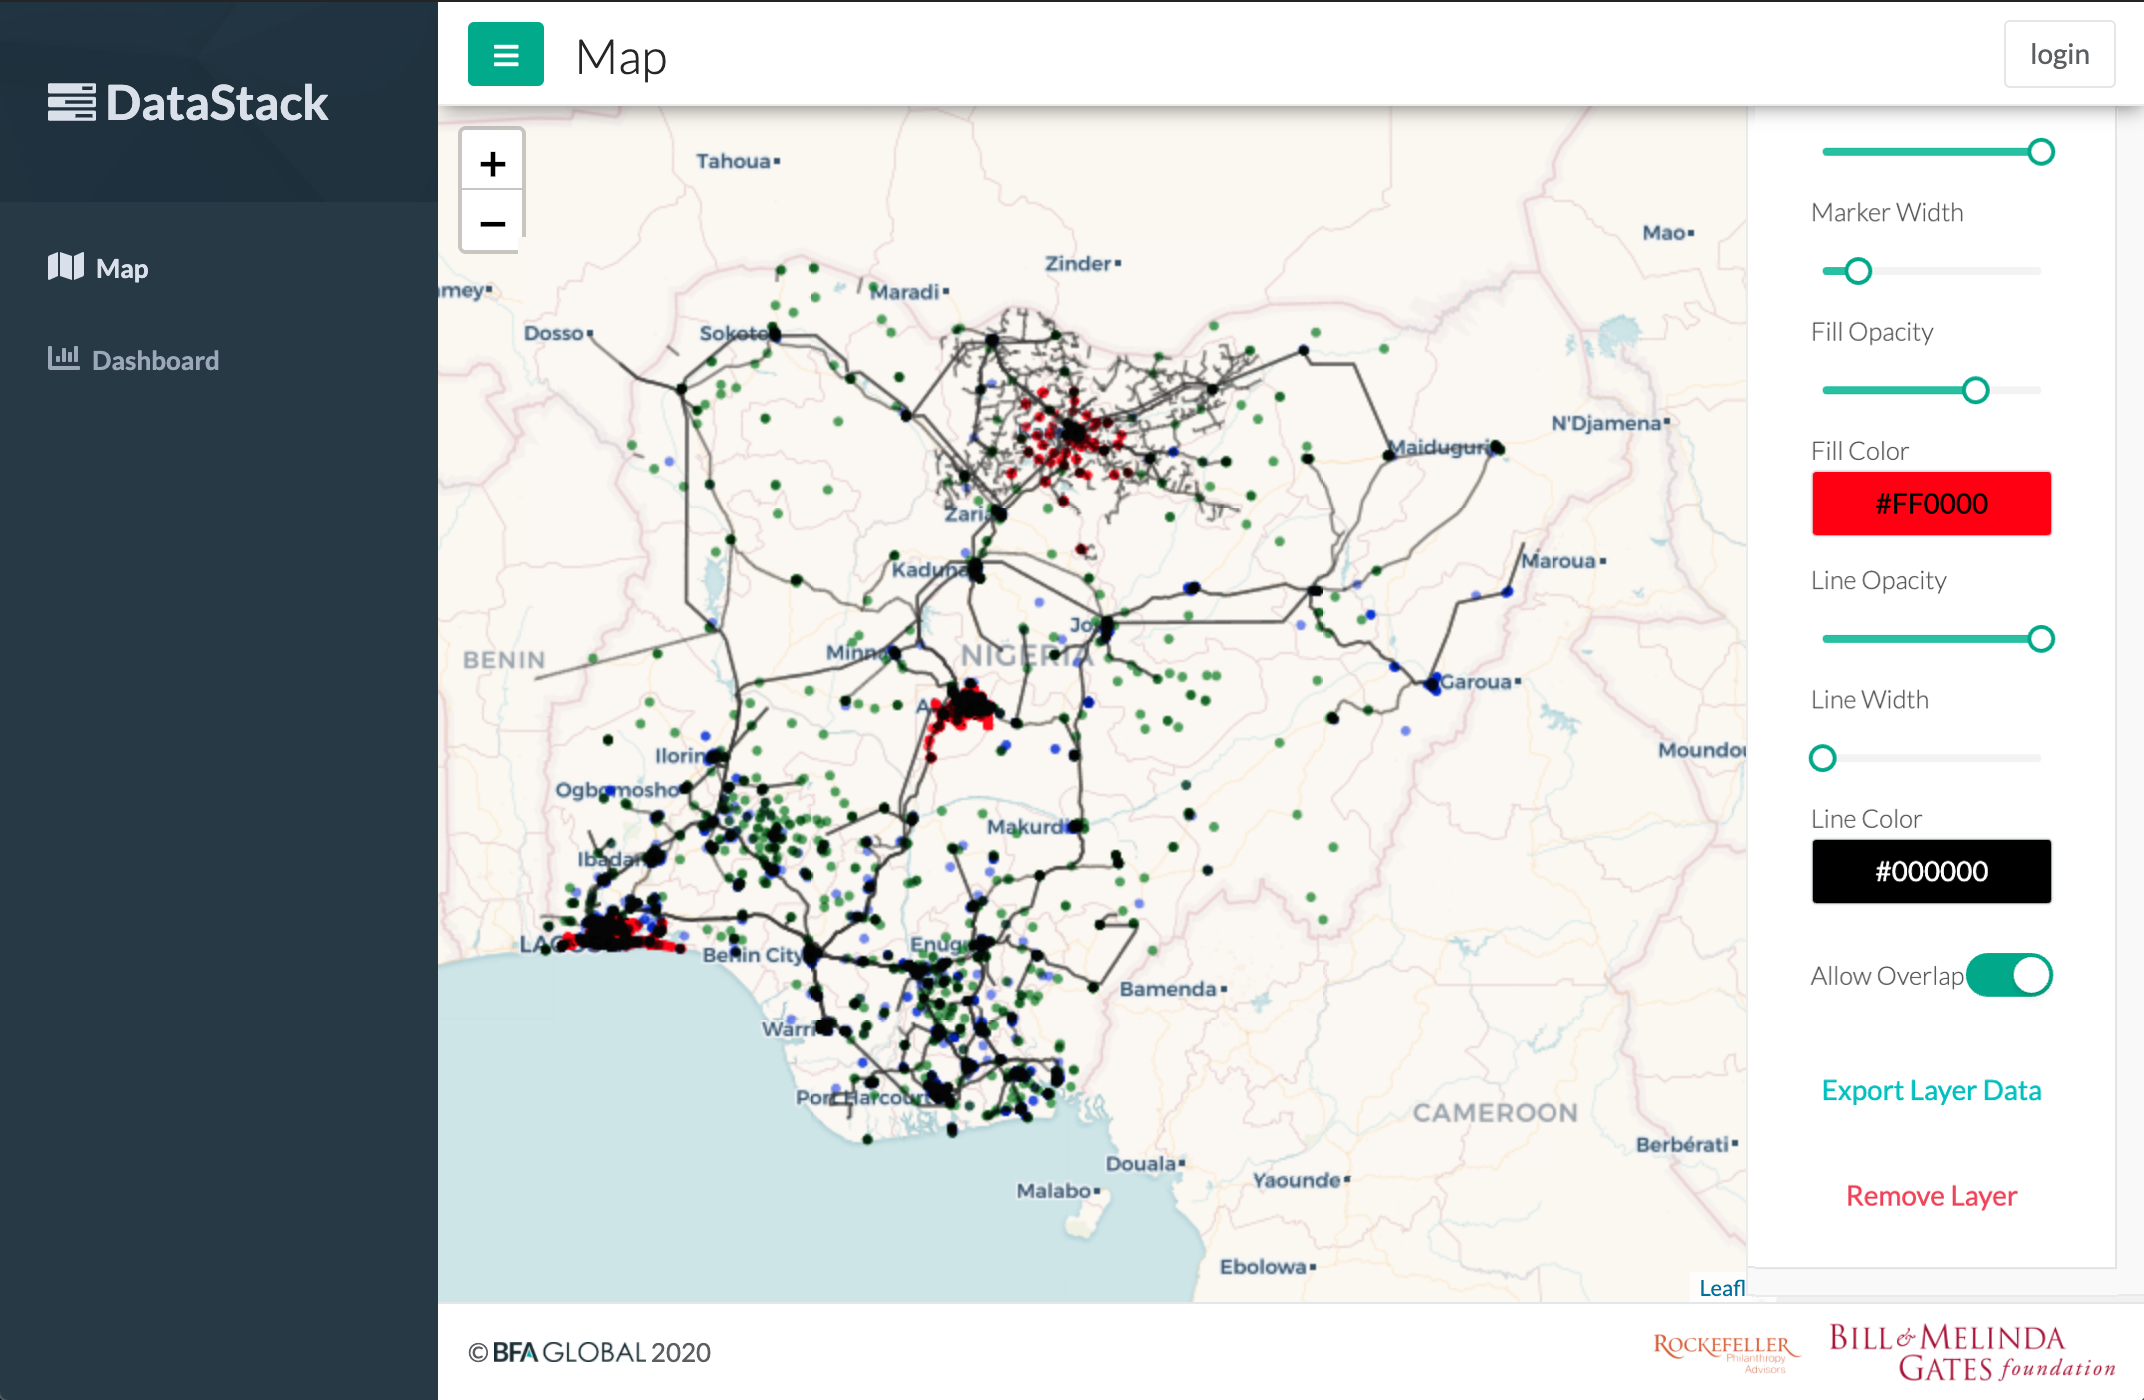 DataStack
Map
Dashboard
Map
login
+
−
Tahoua
Mao
Zinder
mey
Maradi
Dosso
Sokoto
N'Djamena
Maiduguri
Zaria
Kaduna
Maroua
Jo
BENIN
Minna
NIGERIA
Garoua
A
Ilorin
Moundou
Ogbomosho
Makurdi
Ibadan
LAG
Benin City
Enugu
Bamenda
Warri
Port Harcourt
CAMEROON
Berbérati
Douala
Yaounde
Malabo
Ebolowa
Leafl
Marker Width
Fill Opacity
Fill Color
#FF0000
Line Opacity
Line Width
Line Color
#000000
Allow Overlap
Export Layer Data
Remove Layer
© BFA GLOBAL 2020
ROCKEFELLER
Philanthropy
Advisors
BILL & MELINDA
GATES foundation